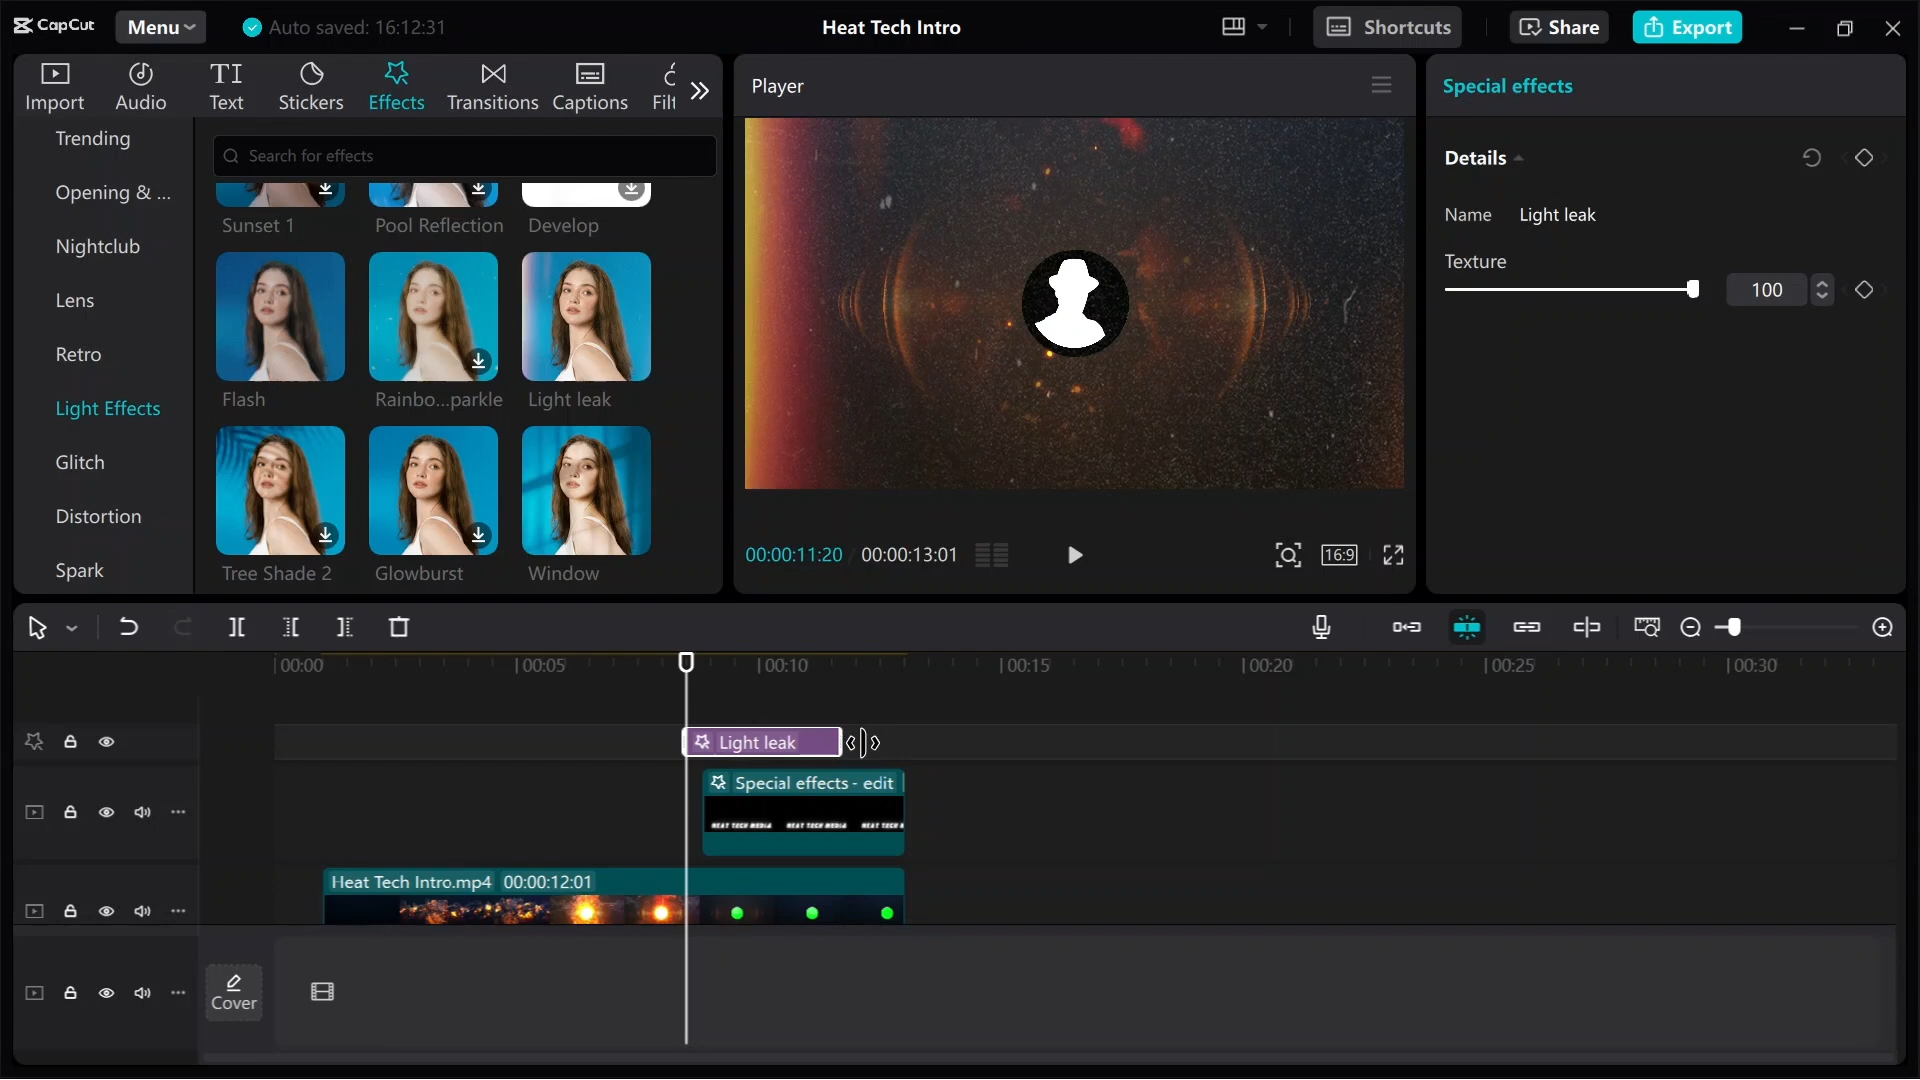 CapCut
Menu
Auto saved: 16:12:31
Heat Tech Intro
Shortcuts
Share
Export
Import
Audio
Text
Stickers
Effects
Transitions
Captions
Filt
Trending
Opening & ...
Nightclub
Lens
Retro
Light Effects
Glitch
Distortion
Spark
Search for effects
Sunset 1
Pool Reflection
Develop
Flash
Rainbo...parkle
Light leak
Tree Shade 2
Glowburst
Window
Player
00:00:11:20
00:00:13:01
16:9
Special effects
Details
Name Light leak
Texture
100
00:00
00:05
00:10
00:15
00:20
00:25
00:30
Light leak
Special effects - edit
HEAT TECH MEDIA HEAT TECH MEDIA HEAT TECH M
Heat Tech Intro.mp4 00:00:12:01
Cover